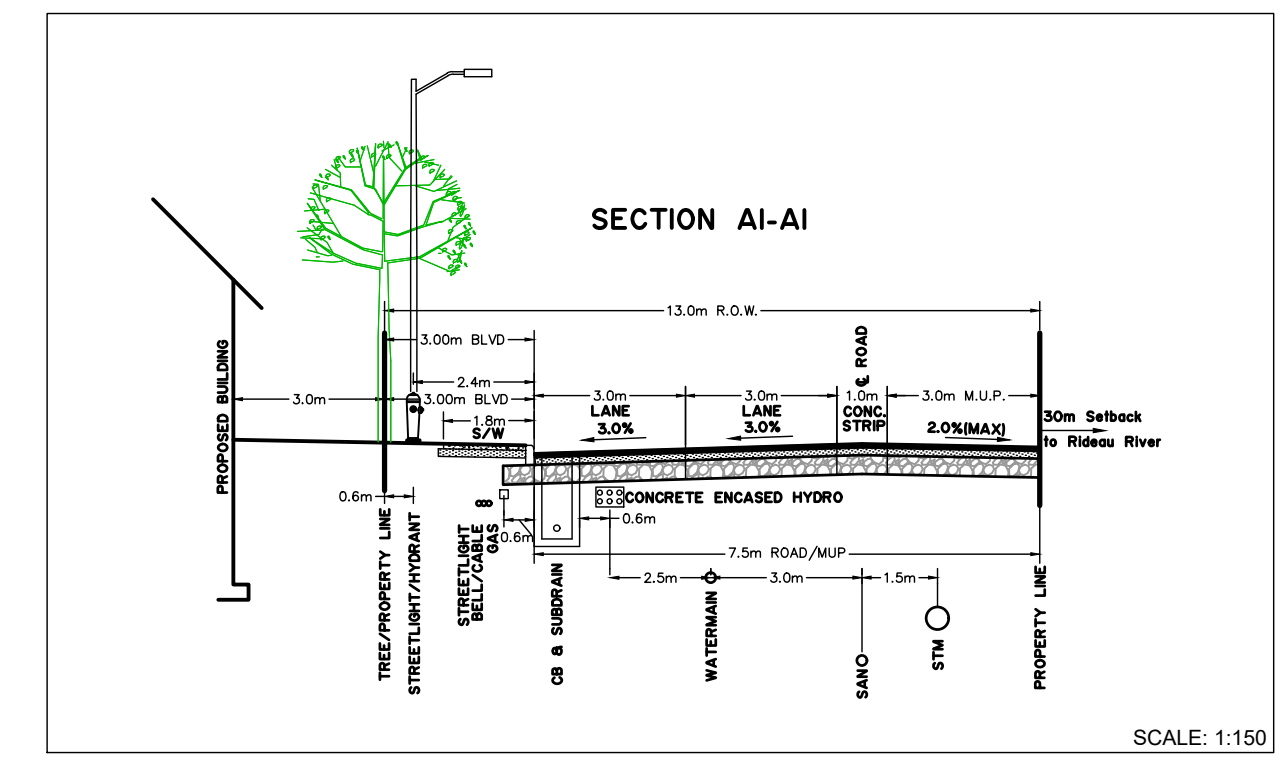 SECTION A1-A1
13.0m R.O.W.
3.00m BLVD
2.4m
3.0m
3.00m BLVD
1.8m
S/W
3.0m
LANE
3.0%
3.0m
LANE
3.0%
1.0m
CONC.
STRIP
℄ ROAD
3.0m M.U.P.
2.0%(MAX)
30m Setback
to Rideau River
PROPOSED BUILDING
0.6m
CONCRETE ENCASED HYDRO
0.6m
0.6m
7.5m ROAD/MUP
2.5m
3.0m
1.5m
TREE/PROPERTY LINE
STREETLIGHT/HYDRANT
STREETLIGHT
BELL/CABLE
GAS
CB & SUBDRAIN
WATERMAIN
SAN
STM
PROPERTY LINE
SCALE: 1:150